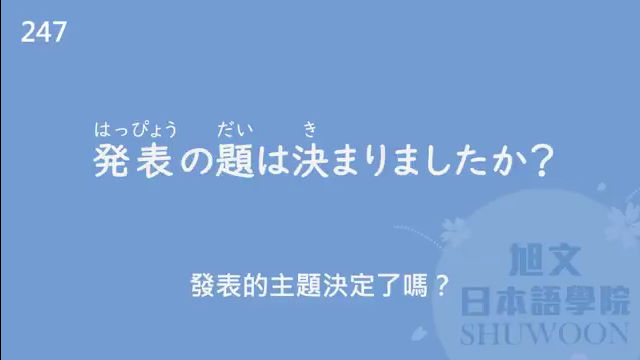 247
はっぴょう だい き
発表の題は決まりましたか？
發表的主題決定了嗎？
旭文
日本語學院
SHUWOON